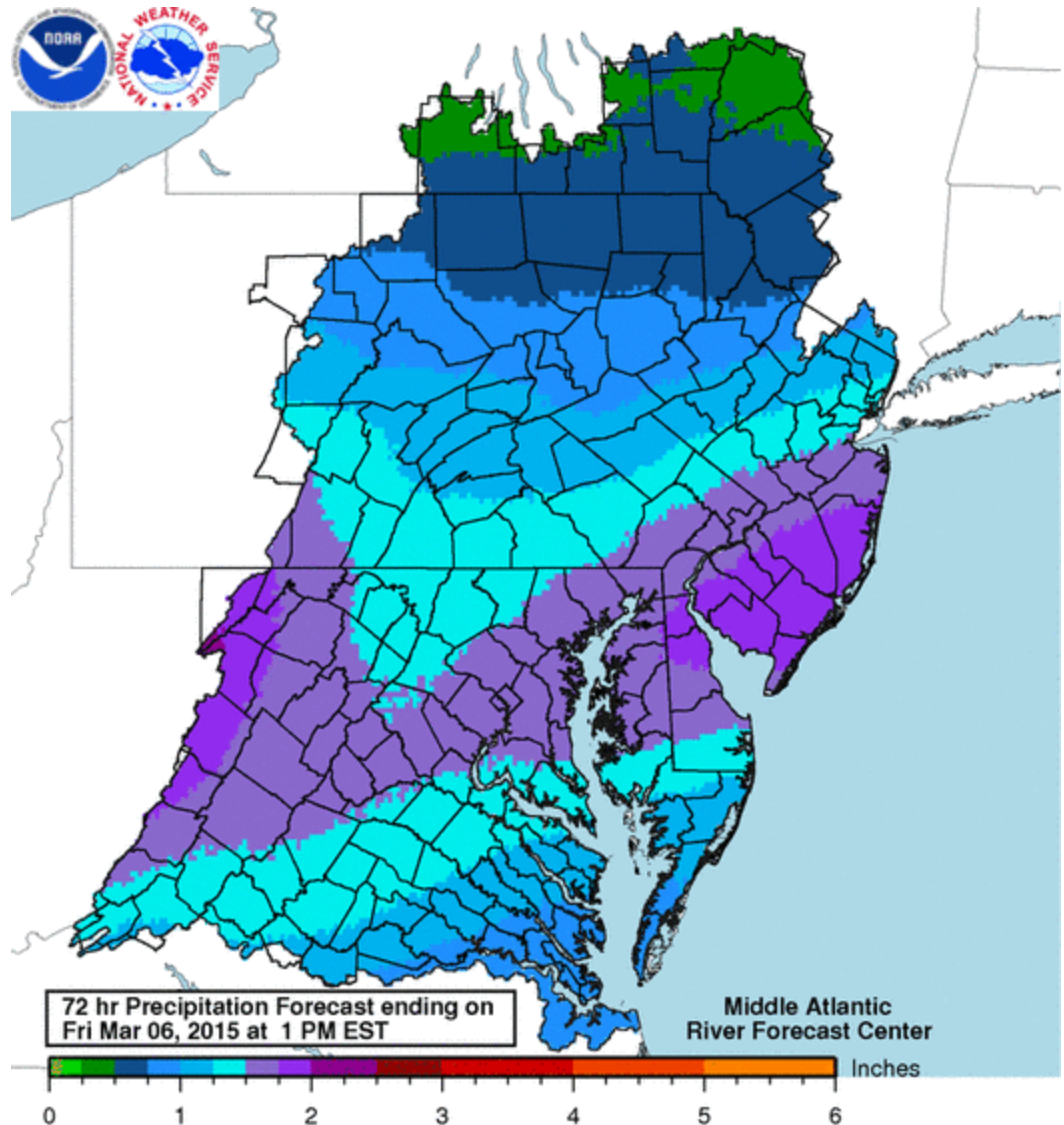 NOAA
NATIONAL WEATHER SERVICE
72 hr Precipitation Forecast ending on
Fri Mar 06, 2015 at 1 PM EST
Middle Atlantic
River Forecast Center
Inches
0 1 2 3 4 5 6